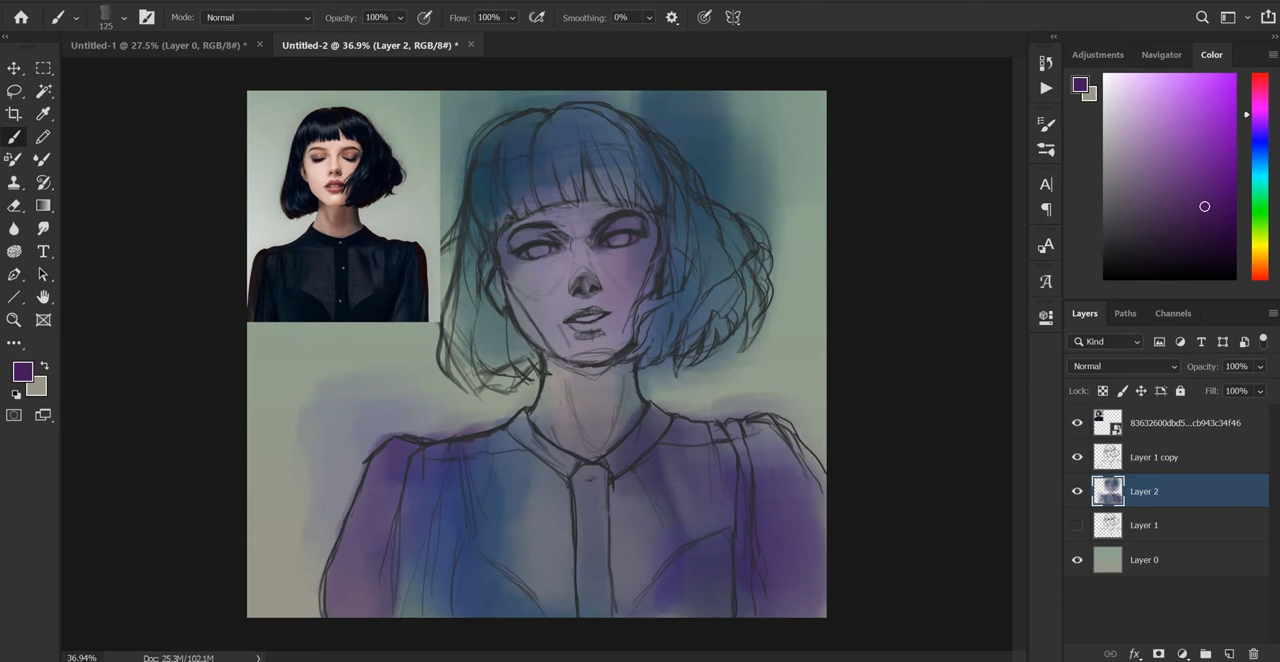 Mode: Normal Opacity: 100% Flow: 100% Smoothing: 0%
125
Untitled-1 @ 27.5% (Layer 0, RGB/8#) * × Untitled-2 @ 36.9% (Layer 2, RGB/8#) * ×
Adjustments Navigator Color
Layers Paths Channels
Kind
Normal Opacity: 100%
Lock: Fill: 100%
83632600dbd5...cb943c34f46
Layer 1 copy
Layer 2
Layer 1
Layer 0
36.94% Doc: 25.3M/102.1M